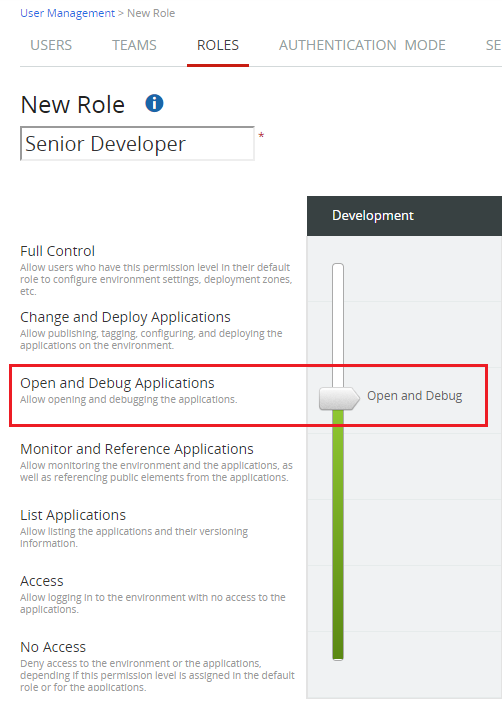 User Management > New Role
USERS TEAMS ROLES AUTHENTICATION MODE SE
New Role i
Senior Developer *
Development
Full Control
Allow users who have this permission level in their default
role to configure environment settings, deployment zones,
etc.
Change and Deploy Applications
Allow publishing, tagging, configuring, and deploying the
applications on the environment.
Open and Debug Applications
Allow opening and debugging the applications.
Open and Debug
Monitor and Reference Applications
Allow monitoring the environment and the applications, as
well as referencing public elements from the applications.
List Applications
Allow listing the applications and their versioning
information.
Access
Allow logging in to the environment with no access to the
applications.
No Access
Deny access to the environment or the applications,
depending if this permission level is assigned in the default
role or for the applications.